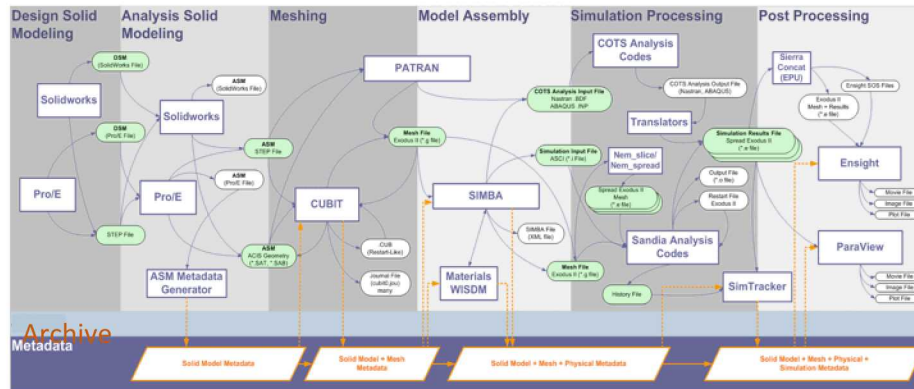 Design Solid
Modeling
Analysis Solid
Modeling
Meshing
Model Assembly
Simulation Processing
Post Processing
DSM
(SolidWorks File)
Solidworks
DSM
(Pro/E File)
Pro/E
STEP File
ASM
(SolidWorks File)
Solidworks
ASM
STEP File
ASM
(Pro/E File)
Pro/E
ASM
ACIS Geometry
(*.SAT, *.SAB)
ASM Metadata
Generator
PATRAN
Mesh File
Exodus II (*.g file)
CUBIT
.CUB
(Restart-Like)
Journal File
(cubit0.jou)
many
COTS Analysis Input File
Nastran .BDF
ABAQUS .INP
Simulation Input File
ASCI (*.i File)
SIMBA
SIMBA File
(XML file)
Materials
WISDM
Mesh File
Exodus II (*.g file)
COTS Analysis
Codes
COTS Analysis Output File
(Nastran, ABAQUS)
Translators
Nem_slice/
Nem_spread
Spread Exodus II
Mesh
(*.e file)
Simulation Results File
Spread Exodus II
(*.e file)
Output File
(*.o file)
Restart File
Exodus II
Sandia Analysis
Codes
History File
SimTracker
Sierra
Concat
(EPU)
Ensight SOS Files
Exodus II
Mesh + Results
(*.e file)
Ensight
Movie File
Image File
Plot File
ParaView
Movie File
Image File
Plot File
Archive
Metadata
Solid Model Metadata
Solid Model + Mesh
Metadata
Solid Model + Mesh + Physical Metadata
Solid Model + Mesh + Physical +
Simulation Metadata